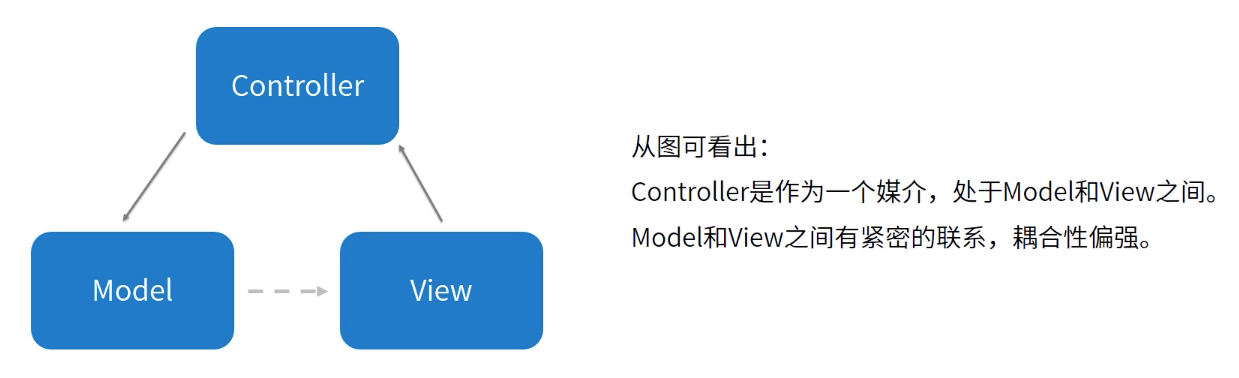 Controller
Model
View
从图可看出：
Controller是作为一个媒介，处于Model和View之间。
Model和View之间有紧密的联系，耦合性偏强。